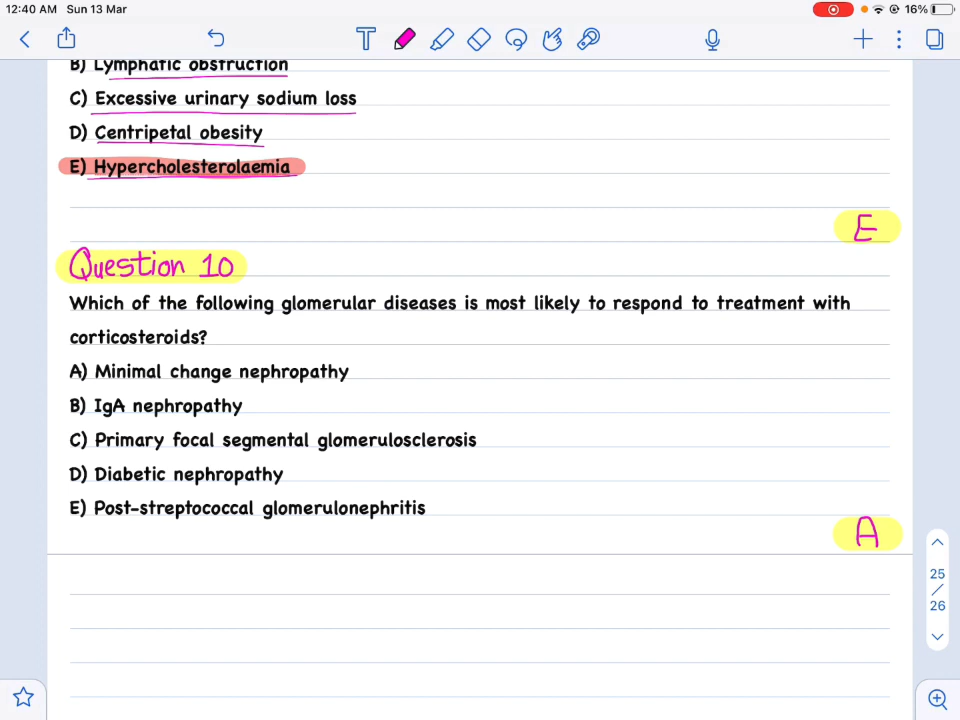 12:40 AM Sun 13 Mar 16%
B) Lymphatic obstruction
C) Excessive urinary sodium loss
D) Centripetal obesity
E) Hypercholesterolaemia
E
Question 10
Which of the following glomerular diseases is most likely to respond to treatment with
corticosteroids?
A) Minimal change nephropathy
B) IgA nephropathy
C) Primary focal segmental glomerulosclerosis
D) Diabetic nephropathy
E) Post-streptococcal glomerulonephritis
A
25
/
26